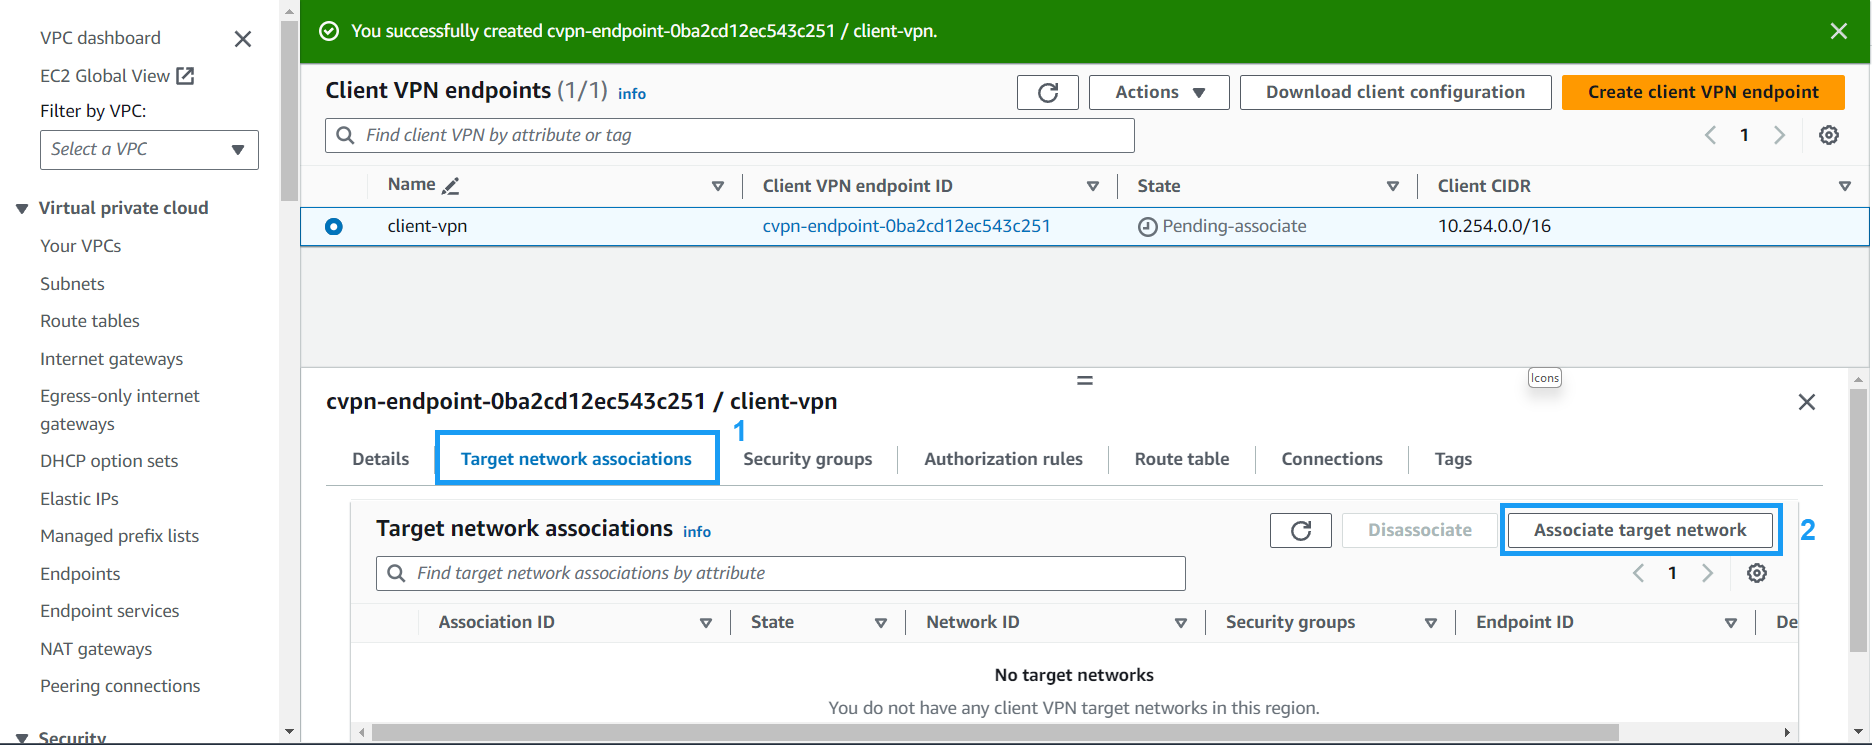 VPC dashboard
EC2 Global View
Filter by VPC:
Select a VPC
Virtual private cloud
Your VPCs
Subnets
Route tables
Internet gateways
Egress-only internet
gateways
DHCP option sets
Elastic IPs
Managed prefix lists
Endpoints
Endpoint services
NAT gateways
Peering connections
Security
You successfully created cvpn-endpoint-0ba2cd12ec543c251 / client-vpn.
Client VPN endpoints (1/1) info
Actions
Download client configuration
Create client VPN endpoint
Find client VPN by attribute or tag
1
Name Client VPN endpoint ID State Client CIDR
client-vpn cvpn-endpoint-0ba2cd12ec543c251 Pending-associate 10.254.0.0/16
Icons
cvpn-endpoint-0ba2cd12ec543c251 / client-vpn
1
Details Target network associations Security groups Authorization rules Route table Connections Tags
Target network associations info
Disassociate
Associate target network
2
Find target network associations by attribute
1
Association ID State Network ID Security groups Endpoint ID De
No target networks
You do not have any client VPN target networks in this region.